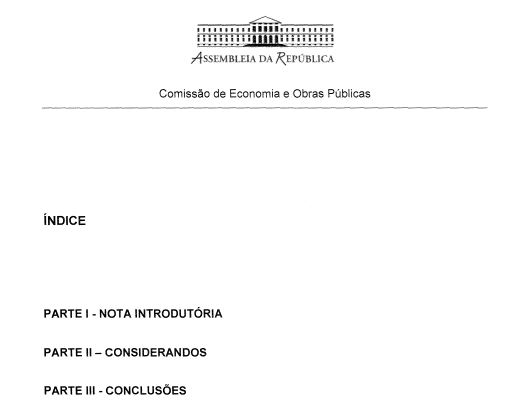 ASSEMBLEIA DA REPÚBLICA
Comissão de Economia e Obras Públicas
ÍNDICE
PARTE I - NOTA INTRODUTÓRIA
PARTE II – CONSIDERANDOS
PARTE III - CONCLUSÕES